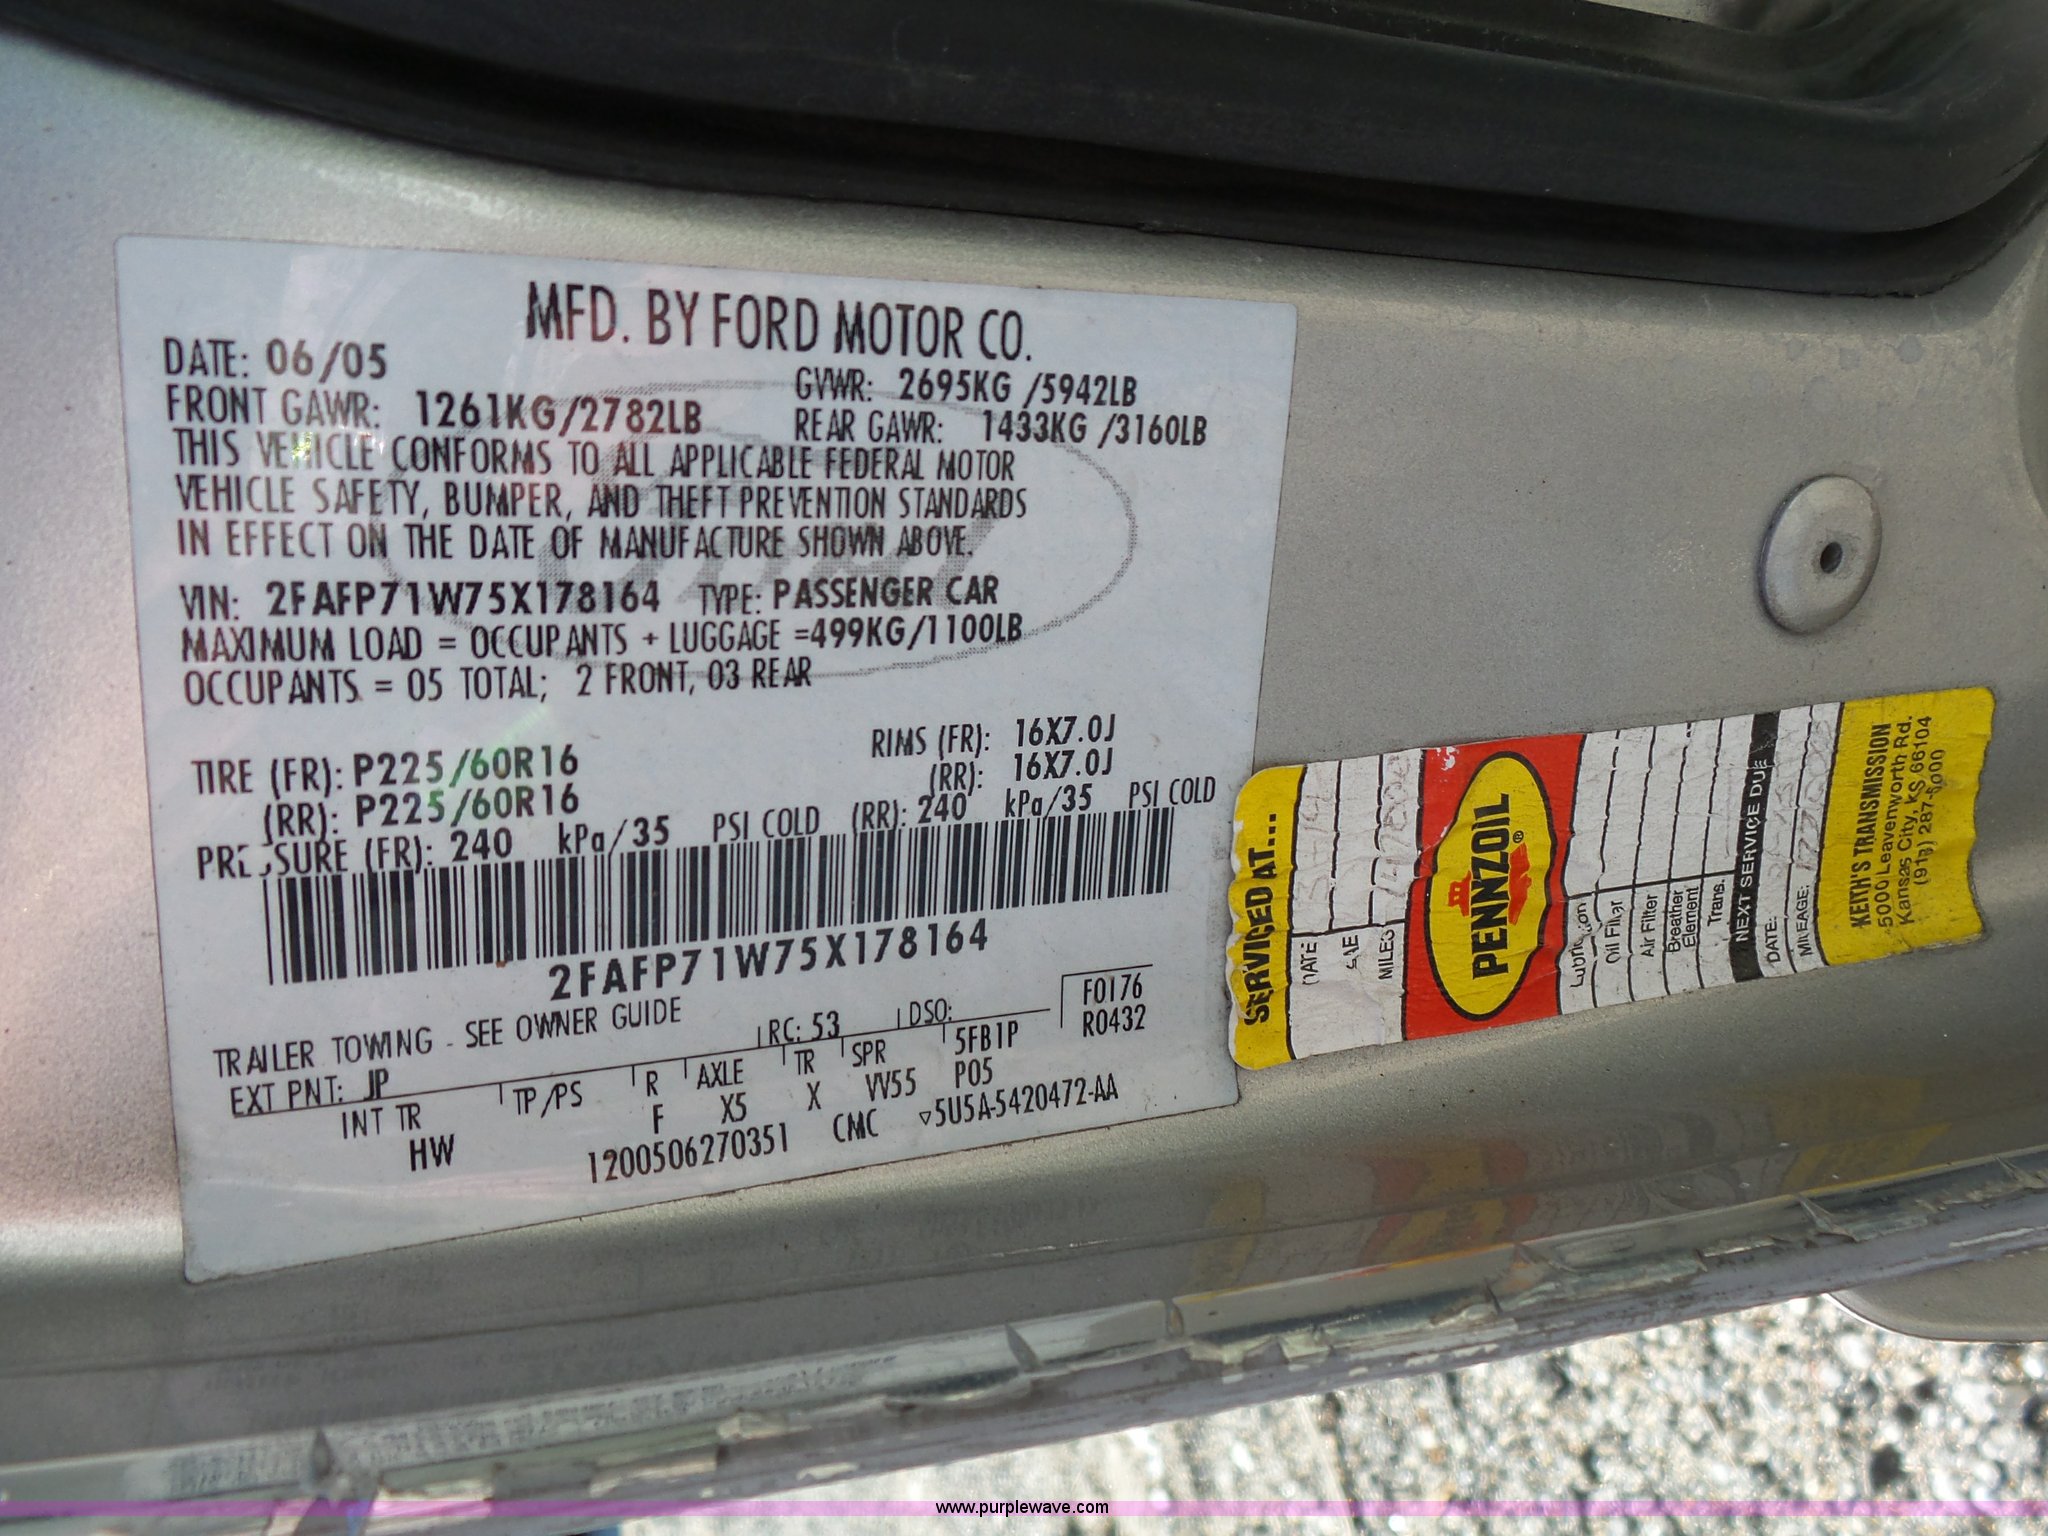 MFD. BY FORD MOTOR CO.
DATE: 06/05
GVWR: 2695KG /5942LB
FRONT GAWR: 1261KG/2782LB
REAR GAWR: 1433KG /3160LB
THIS VEHICLE CONFORMS TO ALL APPLICABLE FEDERAL MOTOR
VEHICLE SAFETY, BUMPER, AND THEFT PREVENTION STANDARDS
IN EFFECT ON THE DATE OF MANUFACTURE SHOWN ABOVE.
VIN: 2FAFP71W75X178164 TYPE: PASSENGER CAR
MAXIMUM LOAD = OCCUPANTS + LUGGAGE =499KG/1100LB
OCCUPANTS = 05 TOTAL; 2 FRONT, 03 REAR
TIRE (FR): P225/60R16
RIMS (FR): 16X7.0J
(RR): P225/60R16
(RR): 16X7.0J
PRESSURE (FR): 240 kPa/35 PSI COLD (RR): 240 kPa/35 PSI COLD
2FAFP71W75X178164
TRAILER TOWING - SEE OWNER GUIDE
RC: 53 DSO:
F0176
R0432
EXT PNT: JP
INT TR TP/PS R AXLE TR SPR 5FB1P
HW F X5 X VV55 P05
1200506270351 CMC ▿5U5A-5420472-AA
SERVICED AT...
DATE
MILES
PENNZOIL®
Lubrication
Oil Filter
Air Filter
Breather
Element
Trans.
NEXT SERVICE DUE
DATE:
MILEAGE:
KEITH'S TRANSMISSION
5000 Leavenworth Rd.
Kansas City, KS 66104
www.purplewave.com